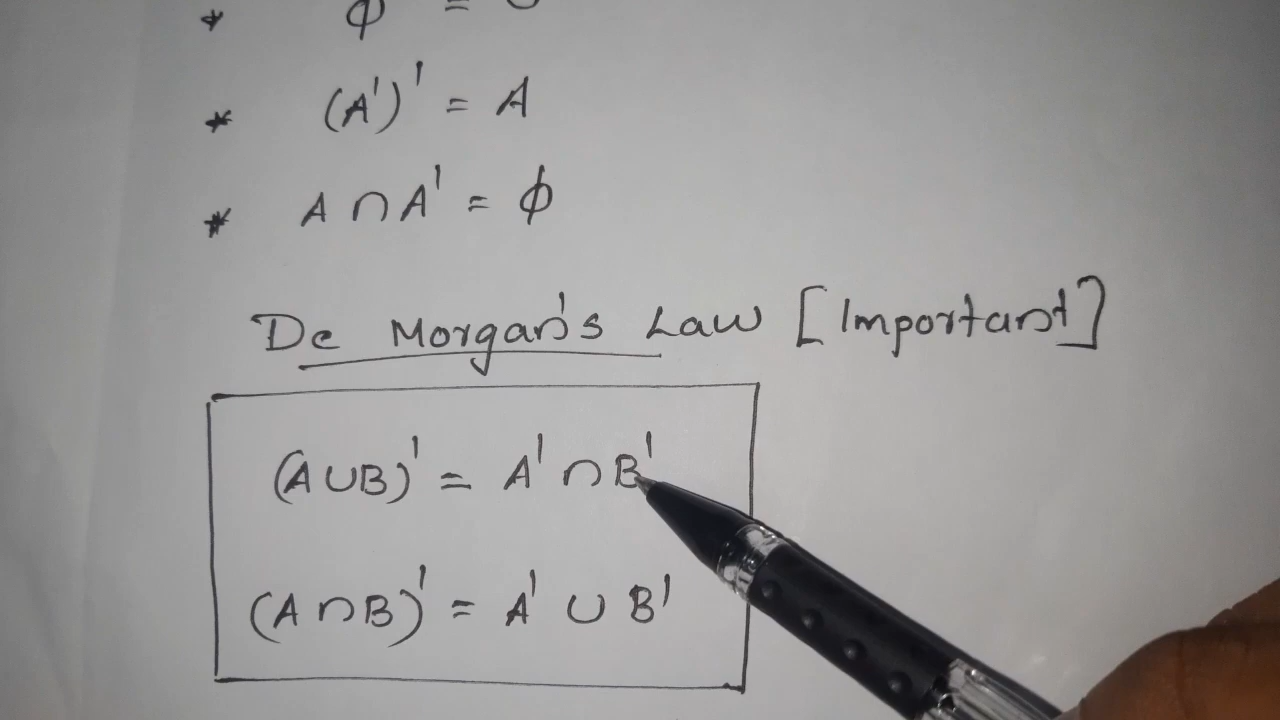 * ϕ' = U
* (A')' = A
* A ∩ A' = ϕ
De Morgan's Law [Important]
(A∪B)' = A' ∩ B'
(A∩B)' = A' ∪ B'